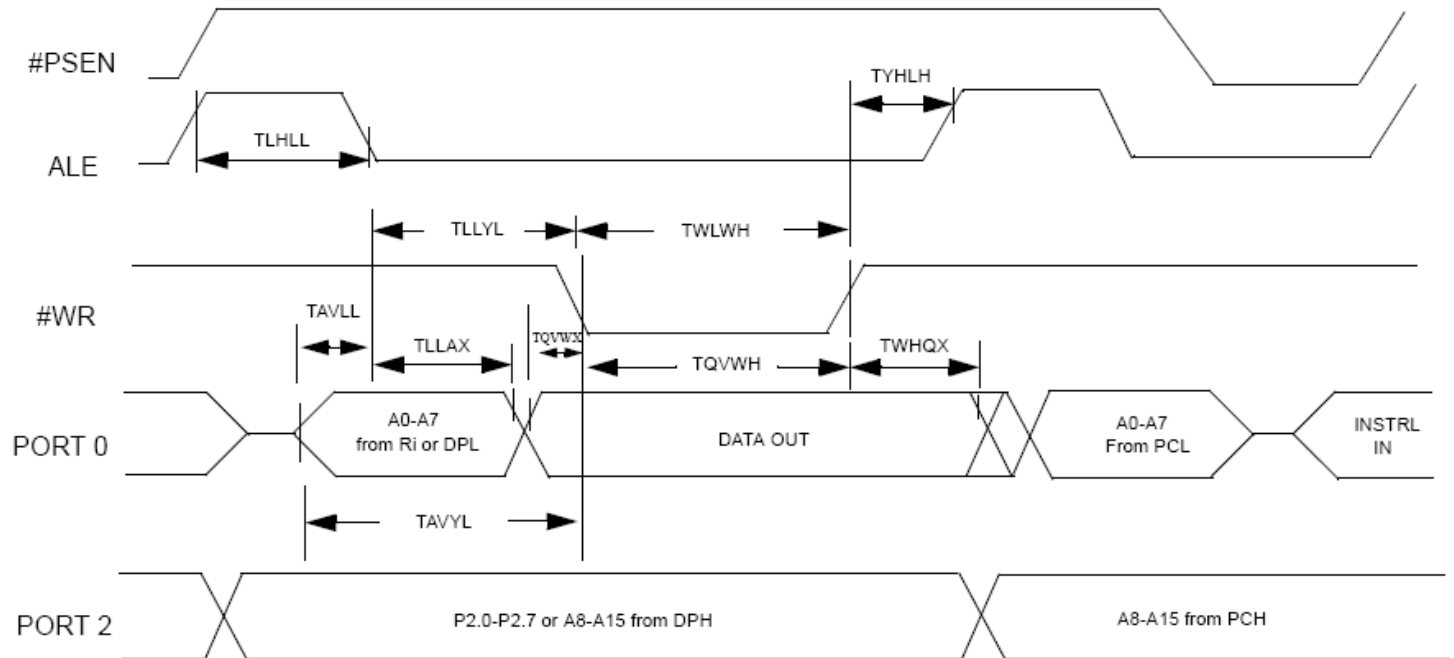 #PSEN
TYHLH
TLHLL
ALE
TLLYL
TWLWH
#WR
TAVLL
TQVWX
TLLAX
TQVWH
TWHQX
PORT 0
A0-A7
from Ri or DPL
DATA OUT
A0-A7
From PCL
INSTRL
IN
TAVYL
PORT 2
P2.0-P2.7 or A8-A15 from DPH
A8-A15 from PCH